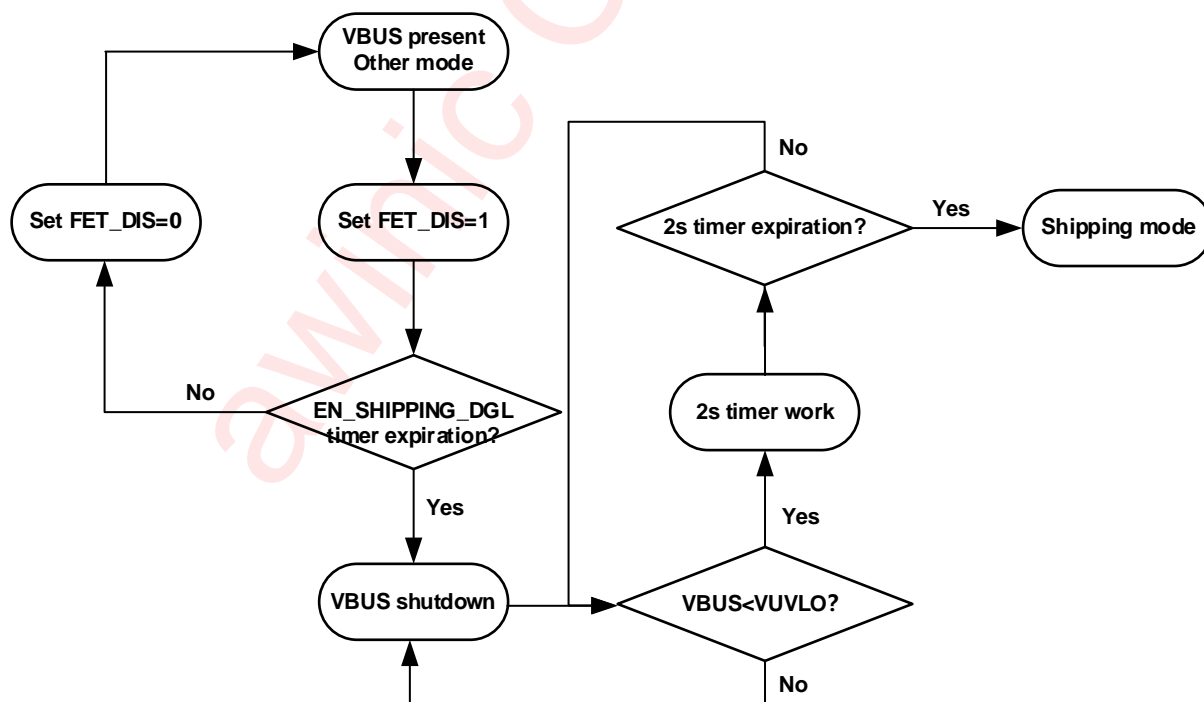 VBUS present
Other mode
Set FET_DIS=0
Set FET_DIS=1
No
EN_SHIPPING_DGL
timer expiration?
Yes
VBUS shutdown
No
2s timer expiration?
Yes
Shipping mode
2s timer work
Yes
VBUS<VUVLO?
No
awinic C